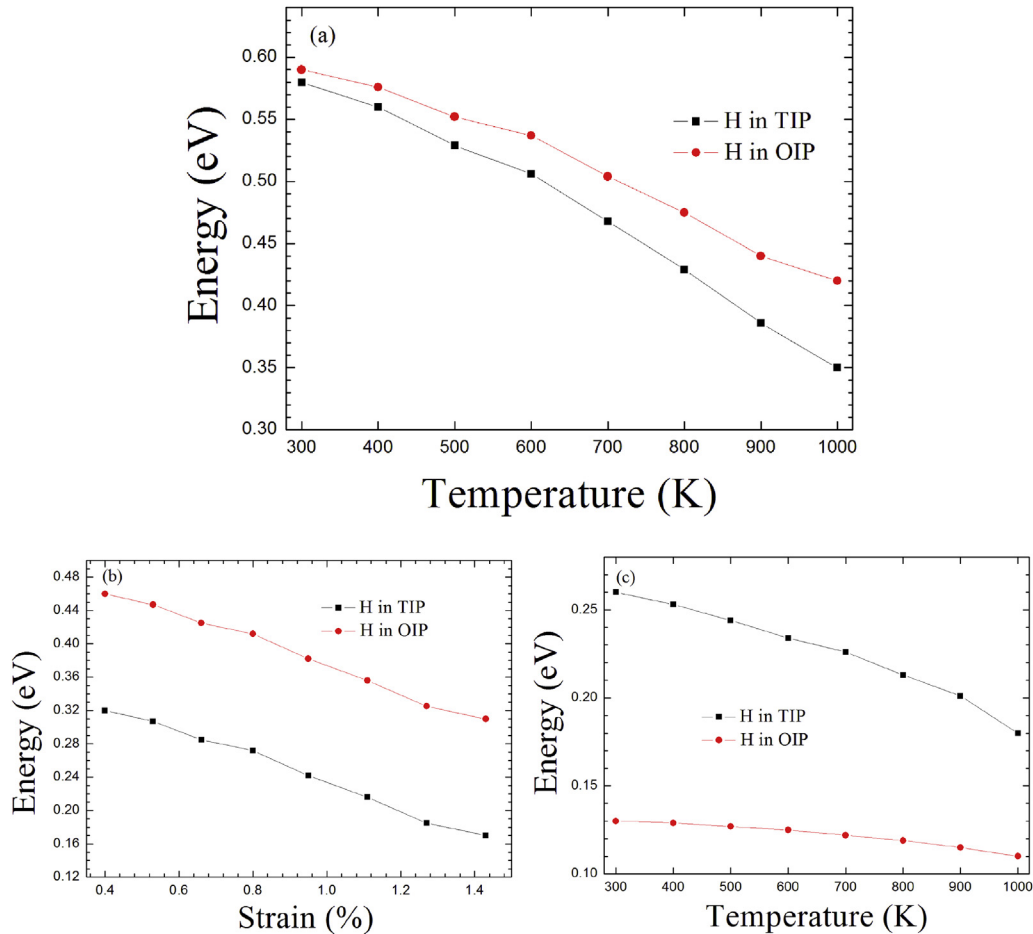 (a)
Energy (eV)
0.60
0.55
0.50
0.45
0.40
0.35
0.30
H in TIP
H in OIP
300 400 500 600 700 800 900 1000
Temperature (K)
(b)
Energy (eV)
0.48
0.44
0.40
0.36
0.32
0.28
0.24
0.20
0.16
0.12
H in TIP
H in OIP
0.4 0.6 0.8 1.0 1.2 1.4
Strain (%)
(c)
Energy (eV)
0.25
0.20
0.15
0.10
H in TIP
H in OIP
300 400 500 600 700 800 900 1000
Temperature (K)